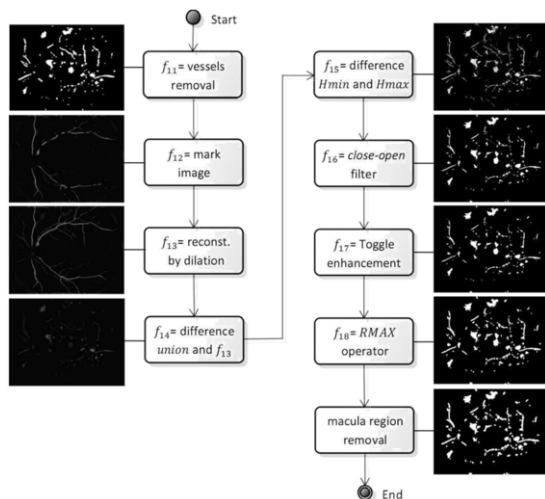 Start
f₁₁= vessels
removal
f₁₂= mark
image
f₁₃= reconst.
by dilation
f₁₄= difference
union and f₁₃
f₁₅= difference
Hmin and Hmax
f₁₆= close-open
filter
f₁₇= Toggle
enhancement
f₁₈= RMAX
operator
macula region
removal
End